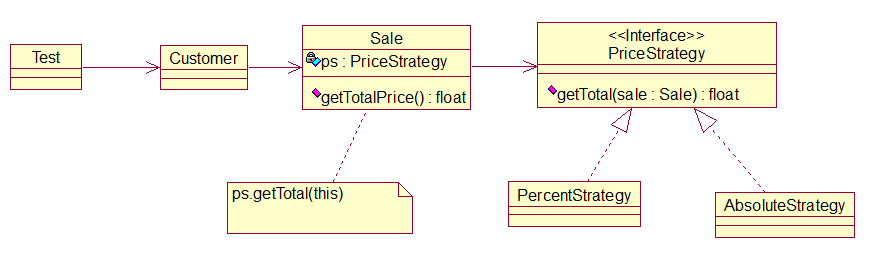 Test
Customer
Sale
ps : PriceStrategy
getTotalPrice() : float
<<Interface>>
PriceStrategy
getTotal(sale : Sale) : float
ps.getTotal(this)
PercentStrategy
AbsoluteStrategy